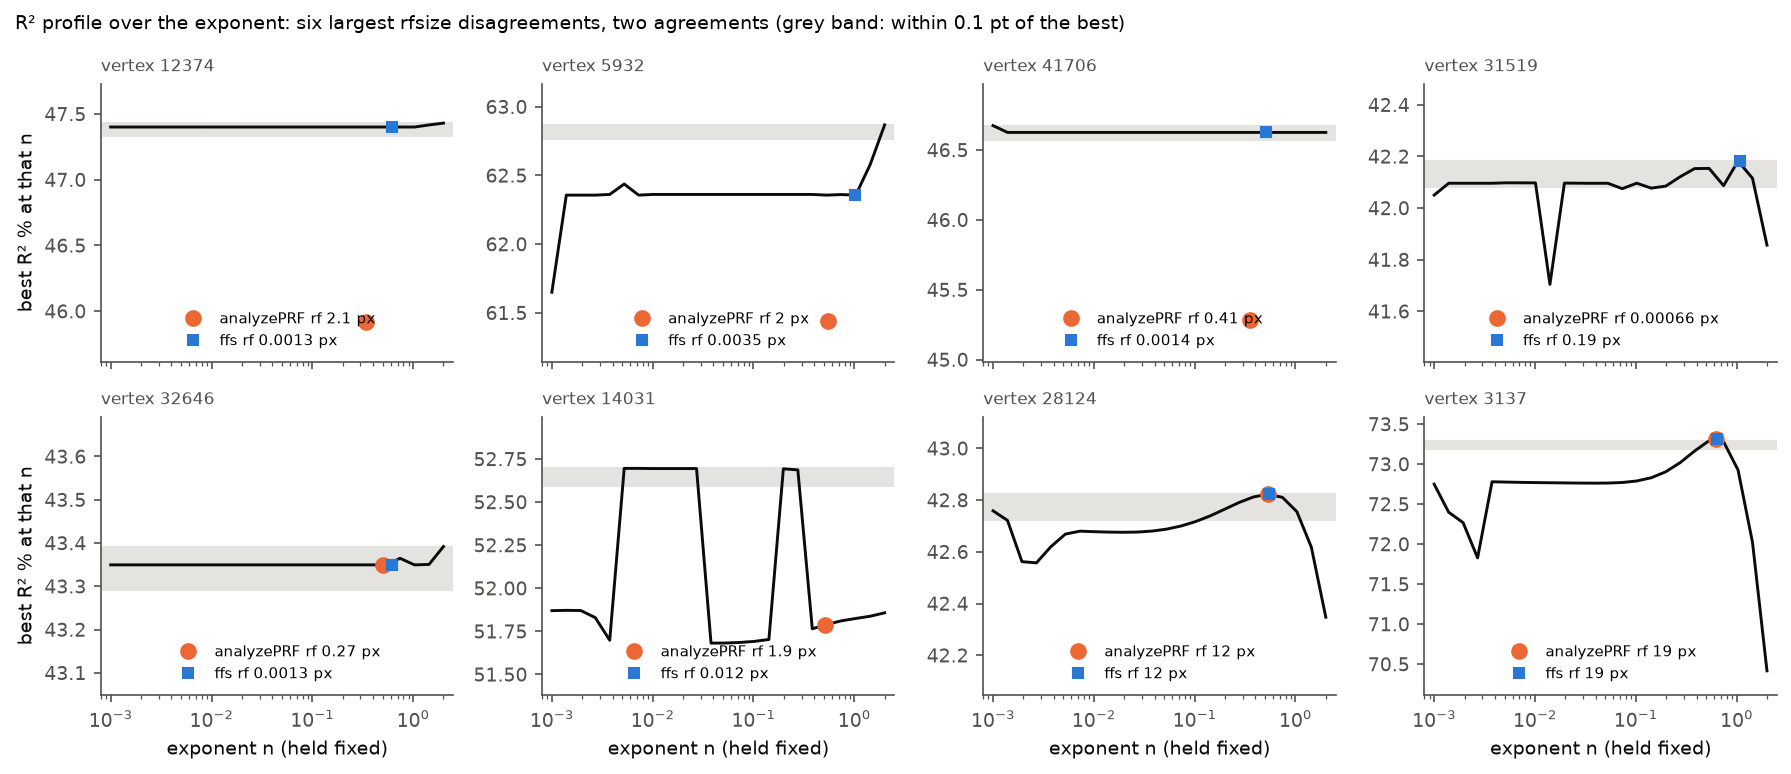 R² profile over the exponent: six largest rfsize disagreements, two agreements (grey band: within 0.1 pt of the best)
vertex 12374
47.5
47.0
46.5
46.0
best R² % at that n
analyzePRF rf 2.1 px
ffs rf 0.0013 px
vertex 5932
63.0
62.5
62.0
61.5
analyzePRF rf 2 px
ffs rf 0.0035 px
vertex 41706
46.5
46.0
45.5
45.0
analyzePRF rf 0.41 px
ffs rf 0.0014 px
vertex 31519
42.4
42.2
42.0
41.8
41.6
analyzePRF rf 0.00066 px
ffs rf 0.19 px
vertex 32646
43.6
43.5
43.4
43.3
43.2
43.1
best R² % at that n
analyzePRF rf 0.27 px
ffs rf 0.0013 px
10⁻³ 10⁻² 10⁻¹ 10⁰
exponent n (held fixed)
vertex 14031
52.75
52.50
52.25
52.00
51.75
51.50
analyzePRF rf 1.9 px
ffs rf 0.012 px
10⁻³ 10⁻² 10⁻¹ 10⁰
exponent n (held fixed)
vertex 28124
43.0
42.8
42.6
42.4
42.2
analyzePRF rf 12 px
ffs rf 12 px
10⁻³ 10⁻² 10⁻¹ 10⁰
exponent n (held fixed)
vertex 3137
73.5
73.0
72.5
72.0
71.5
71.0
70.5
analyzePRF rf 19 px
ffs rf 19 px
10⁻³ 10⁻² 10⁻¹ 10⁰
exponent n (held fixed)